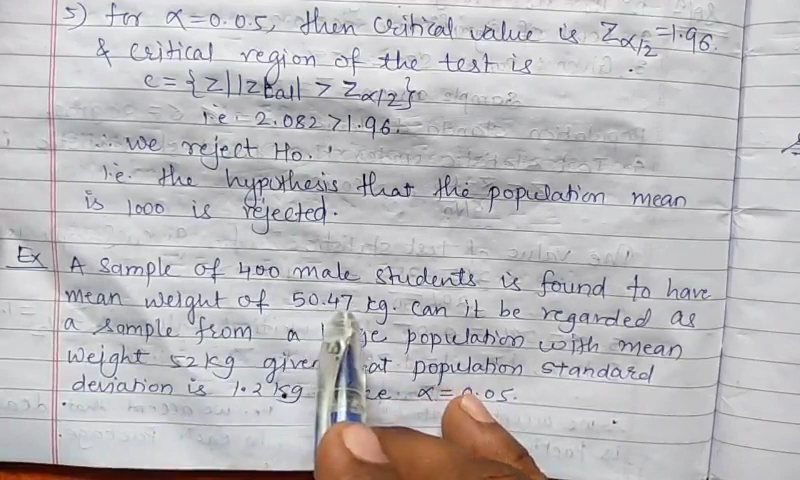 5) for α=0.05, then critical value is Zα/2=1.96.
& critical region of the test is
c={Z||Zcal| > Zα/2}
i.e. 2.082>1.96.
∴ we reject Ho.
i.e. the hypothesis that the population mean
is 1000 is rejected.
Ex A sample of 400 male students is found to have
mean weight of 50.47 kg. can it be regarded as
a sample from a population with mean
weight 52kg given at population standard
deviation is 1.2 kg α=0.05.